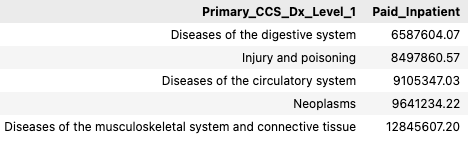 Primary_CCS_Dx_Level_1 Paid_Inpatient
Diseases of the digestive system 6587604.07
Injury and poisoning 8497860.57
Diseases of the circulatory system 9105347.03
Neoplasms 9641234.22
Diseases of the musculoskeletal system and connective tissue 12845607.20